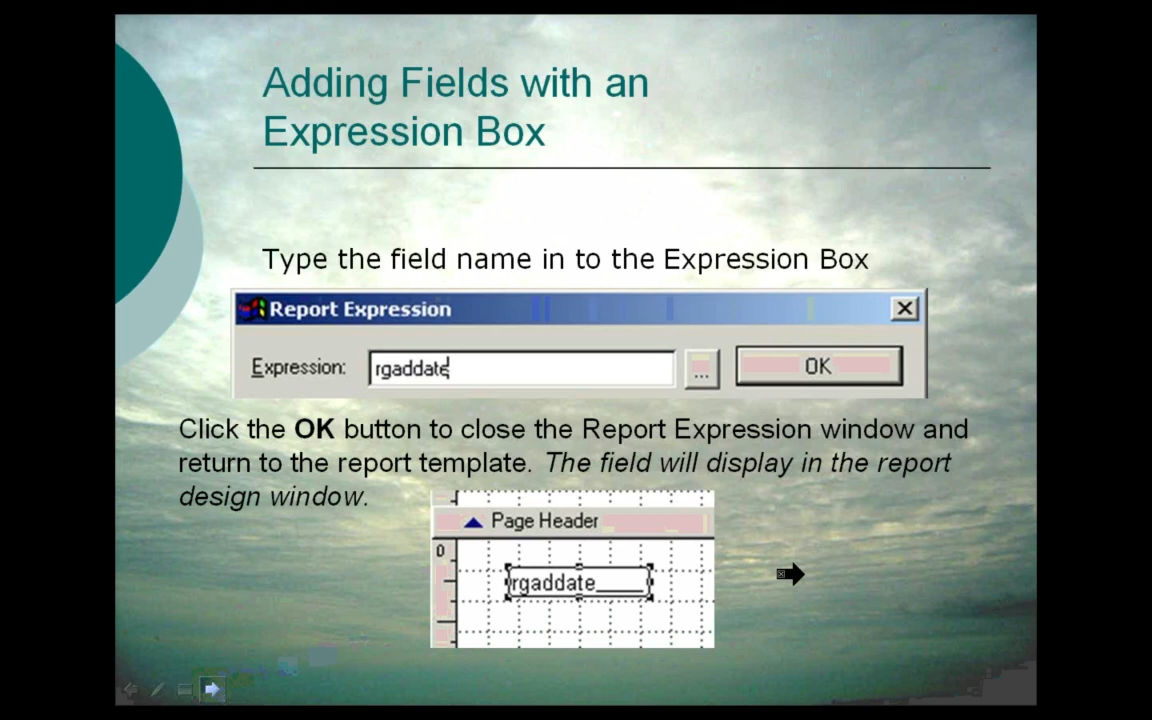 Adding Fields with an
Expression Box
Type the field name in to the Expression Box
Report Expression
Expression: rgaddate ... OK
Click the OK button to close the Report Expression window and
return to the report template. The field will display in the report
design window.
Page Header
0
rgaddate____